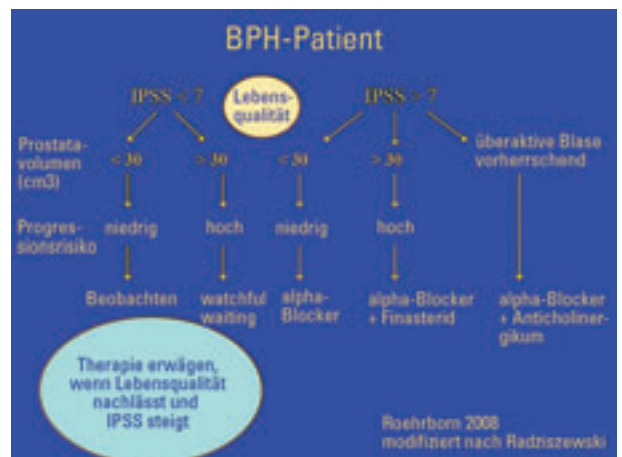 BPH-Patient
IPSS < 7
Lebens-
qualität
IPSS > 7
Prostata-
volumen
(cm3)
< 30
> 30
< 30
> 30
überaktive Blase
vorherrschend
Progres-
sionsrisiko
niedrig
hoch
niedrig
hoch
Beobachten
watchful
waiting
alpha-
Blocker
alpha-Blocker
+ Finasterid
alpha-Blocker
+ Anticholiner-
gikum
Therapie erwägen,
wenn Lebensqualität
nachlässt und
IPSS steigt
Roehrborn 2008
modifiziert nach Radziszewski